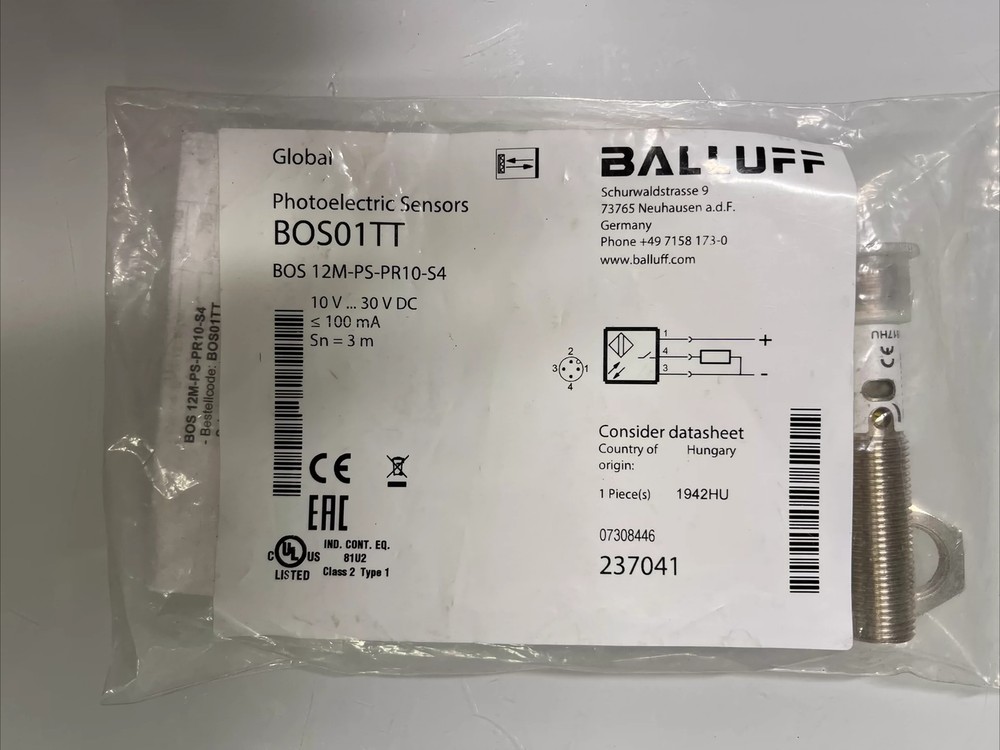 Global
Photoelectric Sensors
BOS01TT
BOS 12M-PS-PR10-S4
10 V ... 30 V DC
≤ 100 mA
Sn = 3 m
CE
EAC
C UL US
LISTED
IND. CONT. EQ.
81U2
Class 2 Type 1
BALLUFF
Schurwaldstrasse 9
73765 Neuhausen a.d.F.
Germany
Phone +49 7158 173-0
www.balluff.com
2
3 1
4
1 +
4
3 -
Consider datasheet
Country of Hungary
origin:
1 Piece(s) 1942HU
07308446
237041
BOS 12M-PS-PR10-S4
- Bestellcode: BOS01TT
CE